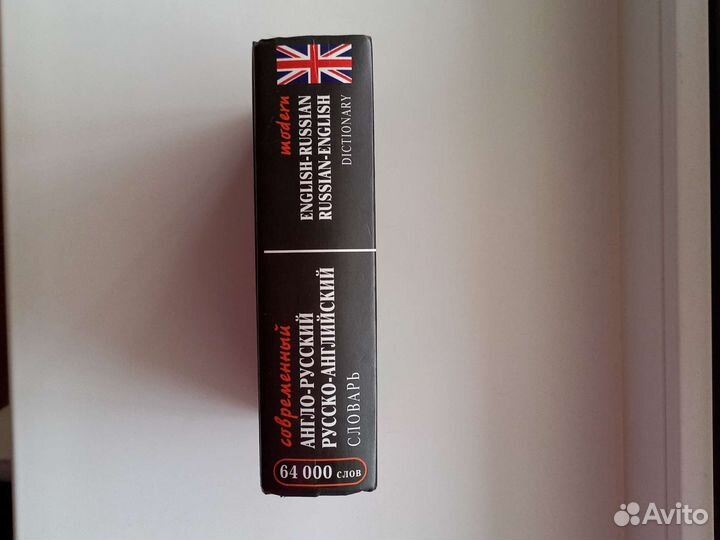 64 000 слов
современный
АНГЛО-РУССКИЙ
РУССКО-АНГЛИЙСКИЙ
СЛОВАРЬ
modern
ENGLISH-RUSSIAN
RUSSIAN-ENGLISH
DICTIONARY
Avito